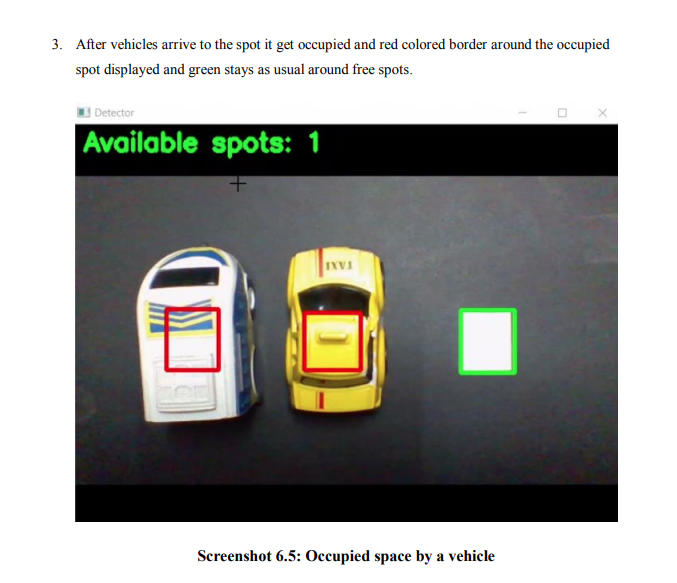 3. After vehicles arrive to the spot it get occupied and red colored border around the occupied
spot displayed and green stays as usual around free spots.
Detector
Available spots: 1
TAXI
Screenshot 6.5: Occupied space by a vehicle